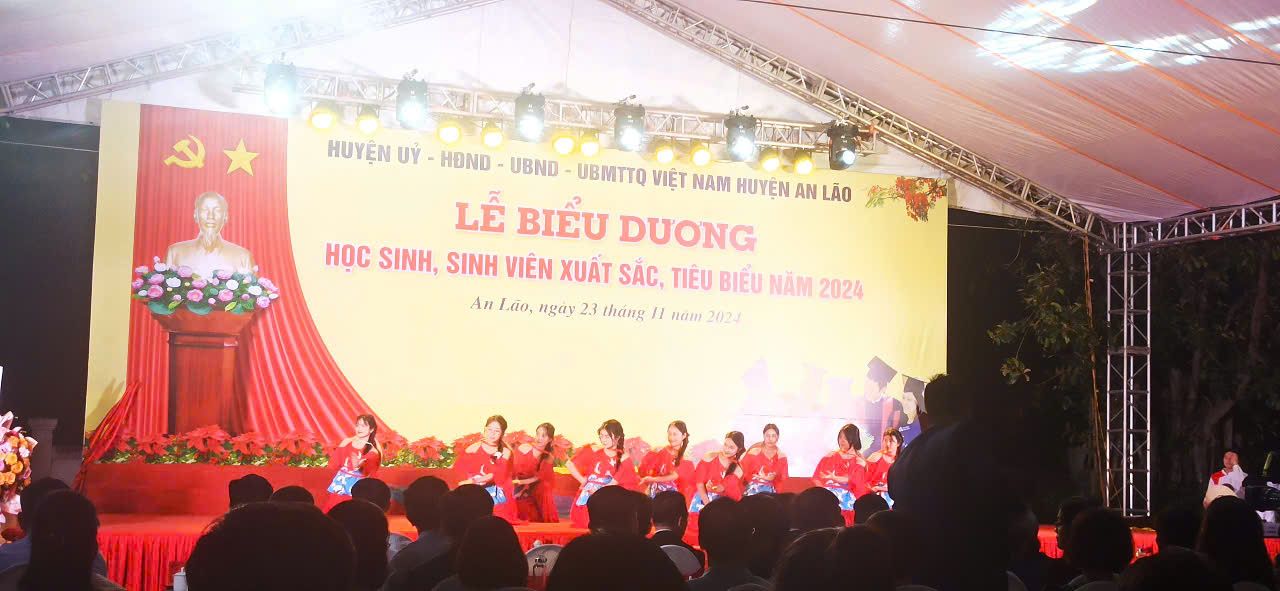 HUYỆN UỶ - HĐND - UBND - UBMTTQ VIỆT NAM HUYỆN AN LÃO
LỄ BIỂU DƯƠNG
HỌC SINH, SINH VIÊN XUẤT SẮC, TIÊU BIỂU NĂM 2024
An Lão, ngày 23 tháng 11 năm 2024